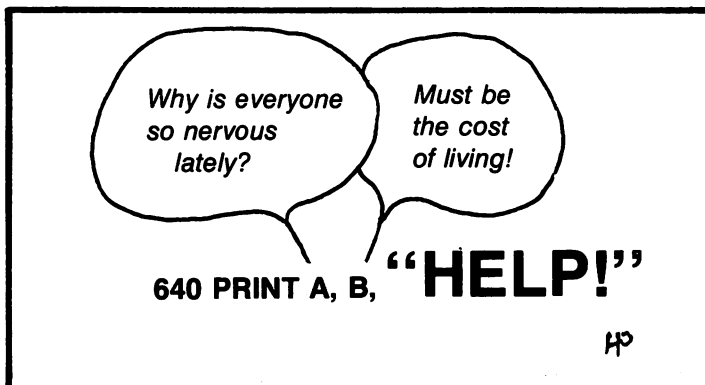 Why is everyone
so nervous
lately?
Must be
the cost
of living!
640 PRINT A, B, “HELP!”